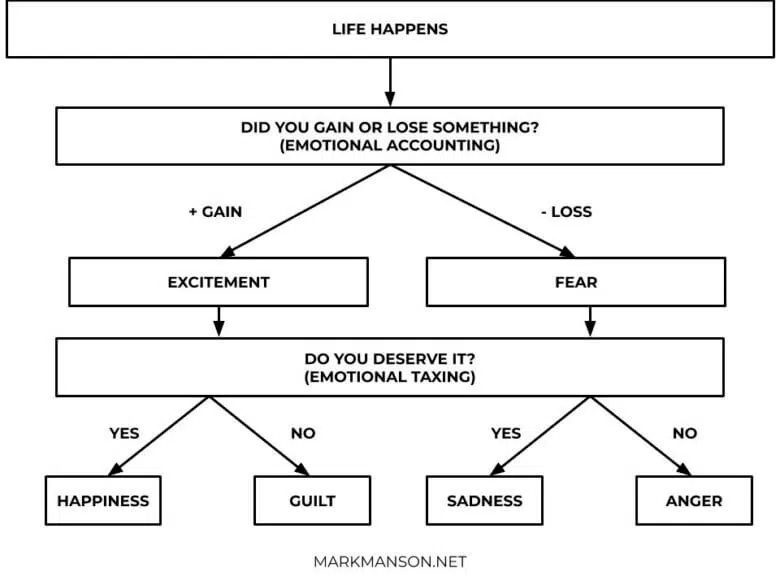 LIFE HAPPENS
DID YOU GAIN OR LOSE SOMETHING?
(EMOTIONAL ACCOUNTING)
+ GAIN
- LOSS
EXCITEMENT
FEAR
DO YOU DESERVE IT?
(EMOTIONAL TAXING)
YES
NO
YES
NO
HAPPINESS
GUILT
SADNESS
ANGER
MARKMANSON.NET